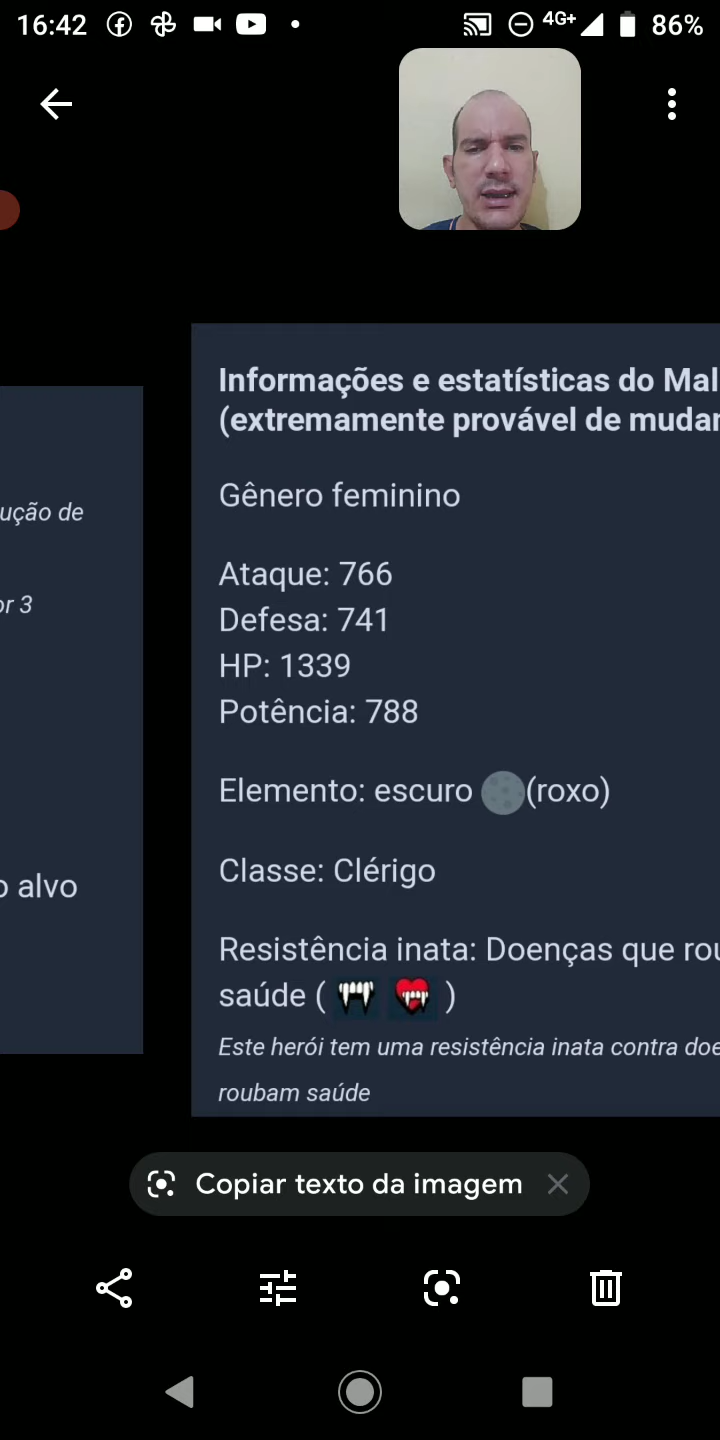 16:42
4G+
86%
Informações e estatísticas do Mal
(extremamente provável de mudar
Gênero feminino
ução de
Ataque: 766
or 3
Defesa: 741
HP: 1339
Potência: 788
Elemento: escuro (roxo)
Classe: Clérigo
o alvo
Resistência inata: Doenças que rou
saúde ( )
Este herói tem uma resistência inata contra doe
roubam saúde
Copiar texto da imagem